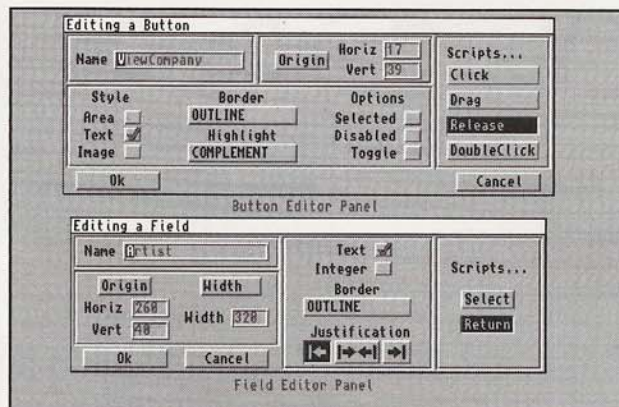 Editing a Button
Name ViewCompany
Origin
Horiz 17
Vert 39
Scripts...
Click
Drag
Release
DoubleClick
Style
Area
Text
Image
Border
OUTLINE
Highlight
COMPLEMENT
Options
Selected
Disabled
Toggle
Ok
Cancel
Button Editor Panel
Editing a Field
Name Artist
Origin
Width
Horiz 260
Vert 40
Width 320
Ok
Cancel
Text
Integer
Border
OUTLINE
Justification
Scripts...
Select
Return
Field Editor Panel